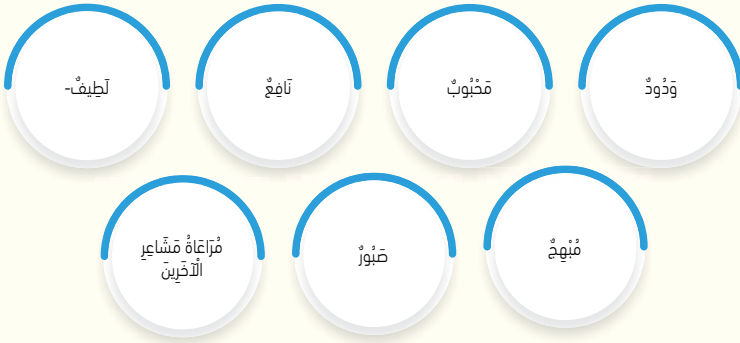 وَدُودٌ
مَحْبُوبٌ
نَافِعٌ
لَطِيفٌ-
مُبْهِجٌ
صَبُورٌ
مُرَاعَاةُ مَشَاعِرِ
الْآخَرِينَ